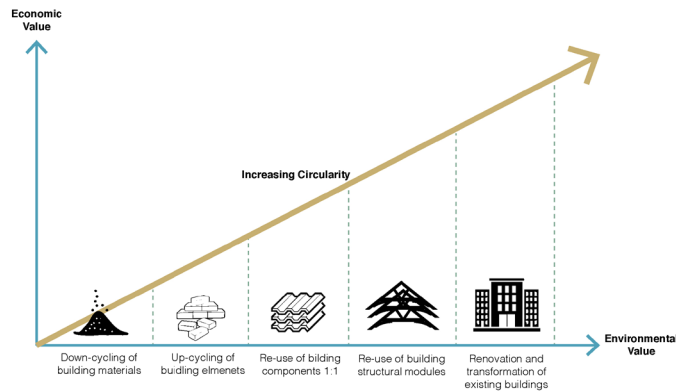 Economic
Value
Increasing Circularity
Environmental
Value
Down-cycling of
building materials
Up-cycling of
buidling elmenets
Re-use of bilding
components 1:1
Re-use of building
structural modules
Renovation and
transformation of
existing buildings